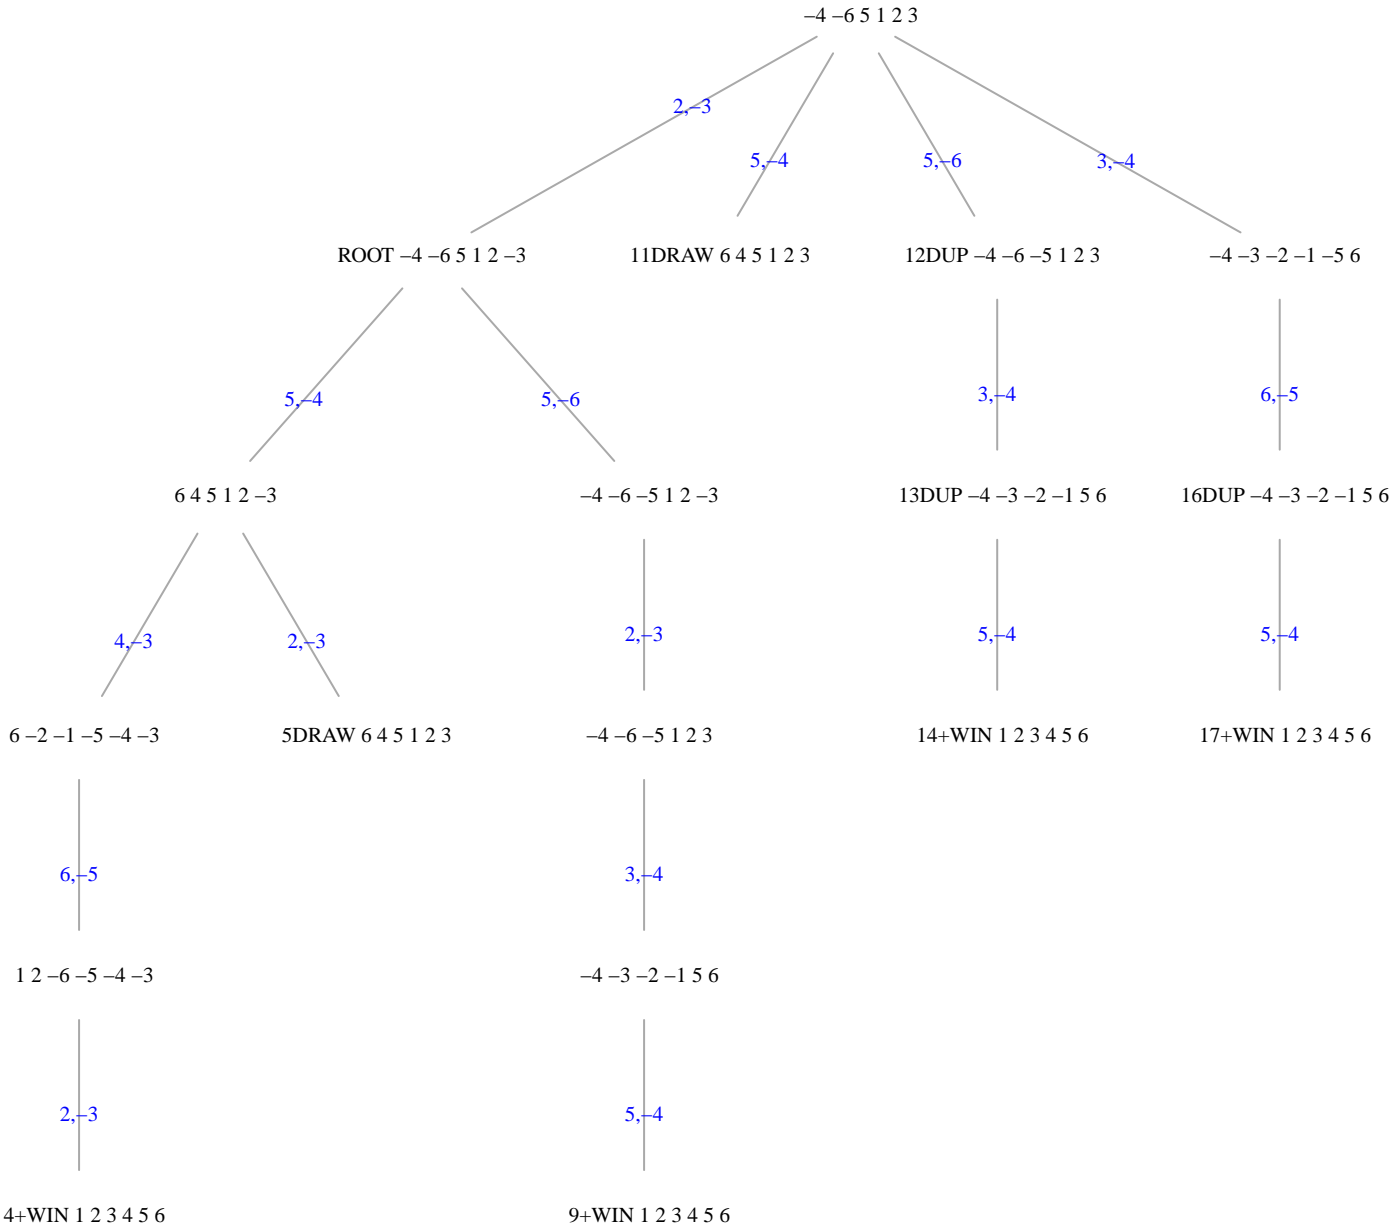 −4 −6 5 1 2 3
2,−3
5,−4
5,−6
3,−4
ROOT −4 −6 5 1 2 −3
11DRAW 6 4 5 1 2 3
12DUP −4 −6 −5 1 2 3
−4 −3 −2 −1 −5 6
5,−4
5,−6
3,−4
6,−5
6 4 5 1 2 −3
−4 −6 −5 1 2 −3
13DUP −4 −3 −2 −1 5 6
16DUP −4 −3 −2 −1 5 6
4,−3
2,−3
2,−3
5,−4
5,−4
6 −2 −1 −5 −4 −3
5DRAW 6 4 5 1 2 3
−4 −6 −5 1 2 3
14+WIN 1 2 3 4 5 6
17+WIN 1 2 3 4 5 6
6,−5
3,−4
1 2 −6 −5 −4 −3
−4 −3 −2 −1 5 6
2,−3
5,−4
4+WIN 1 2 3 4 5 6
9+WIN 1 2 3 4 5 6